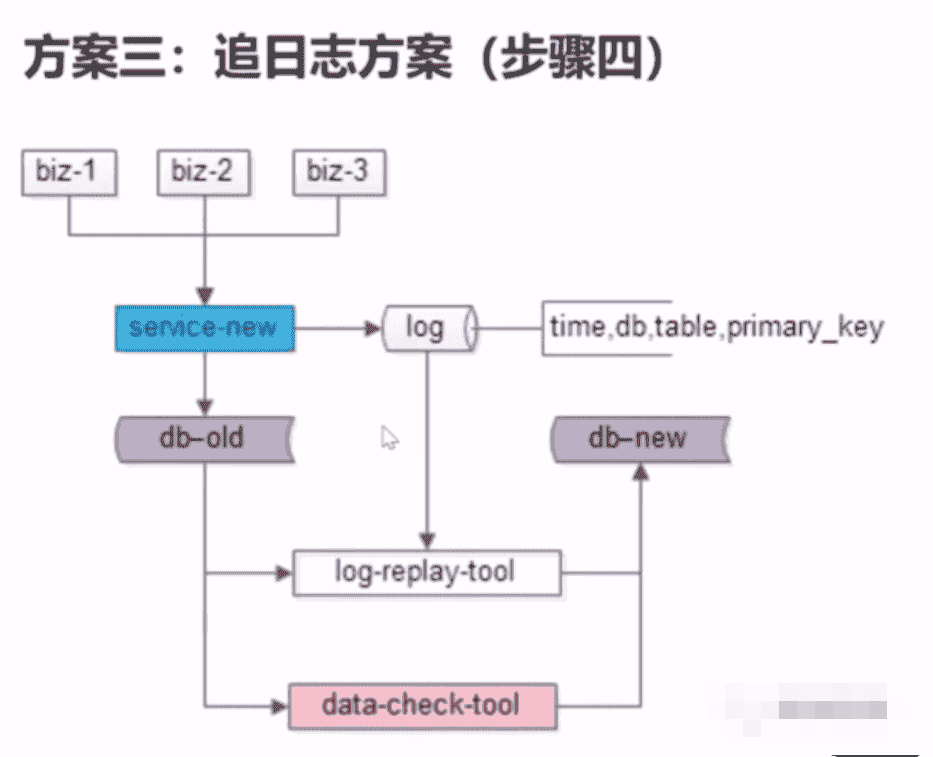 方案三：追日志方案（步骤四）
biz-1
biz-2
biz-3
service-new
log
time,db,table,primary_key
db-old
db-new
log-replay-tool
data-check-tool